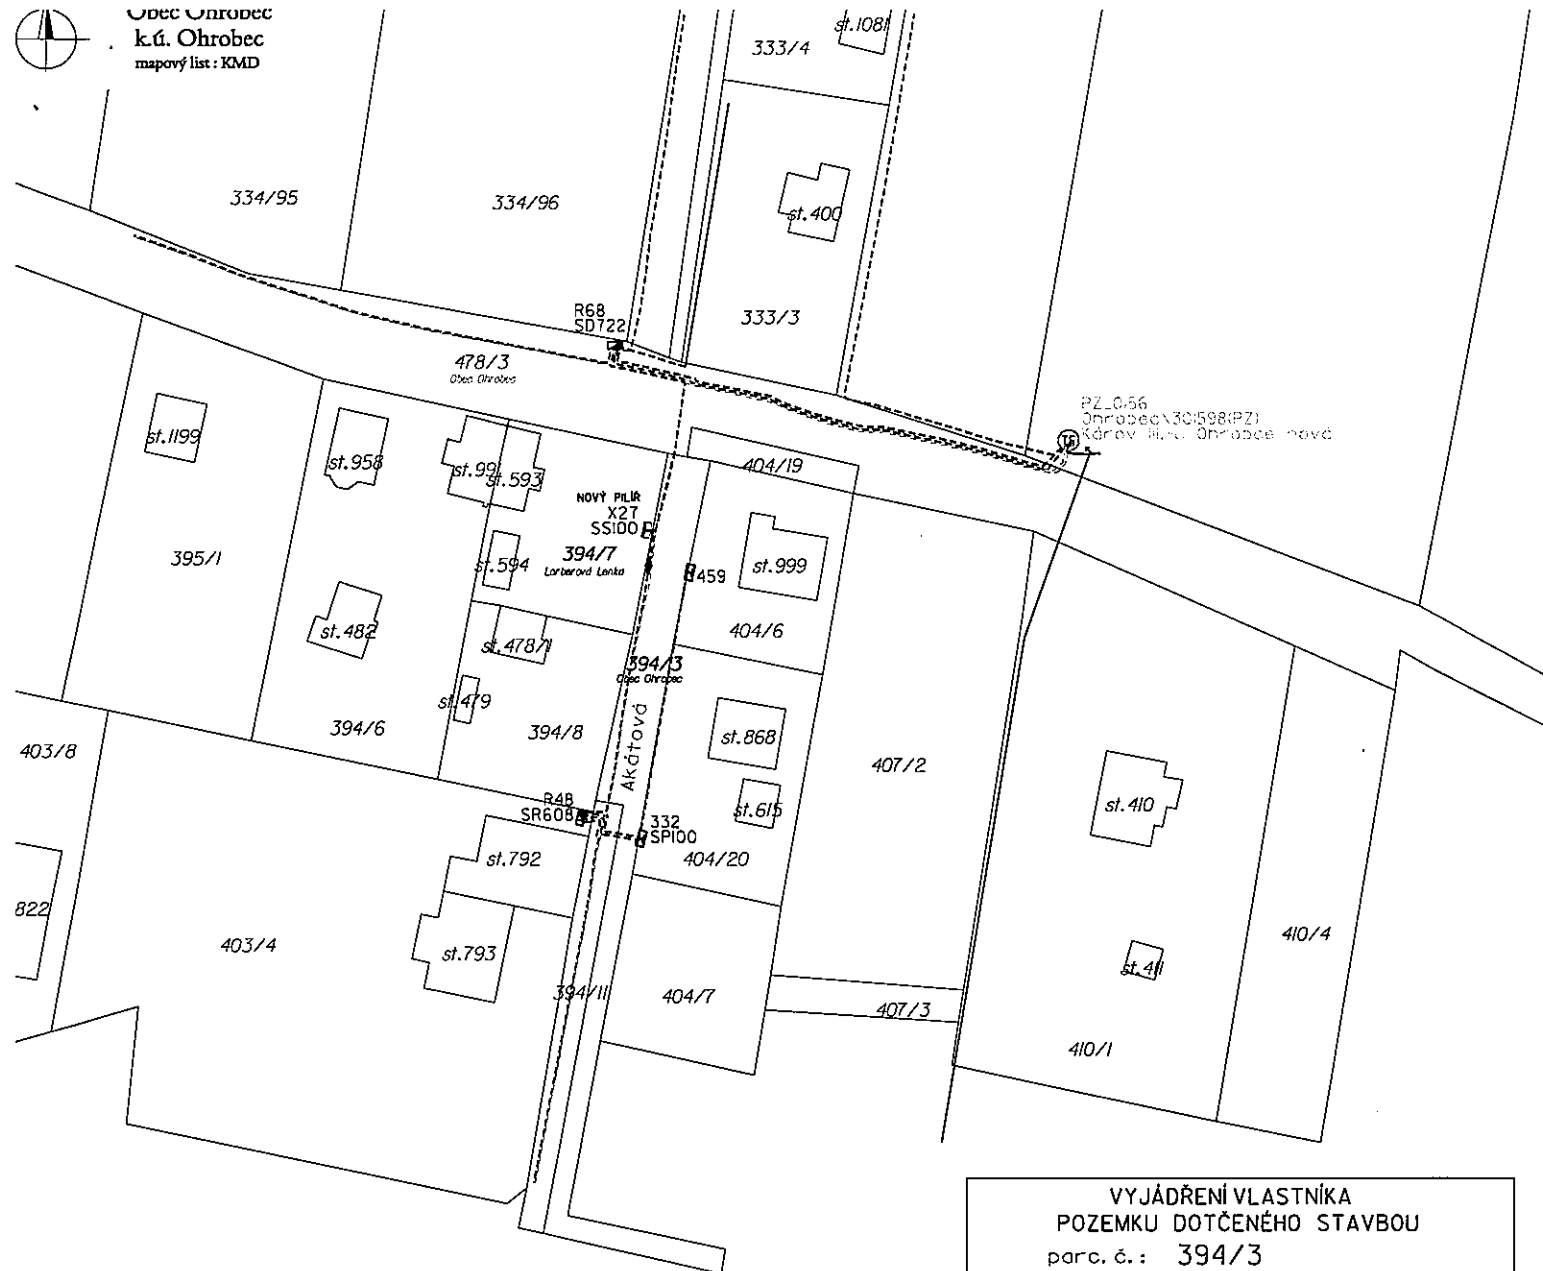 Obec Ohrobec
k.ú. Ohrobec
mapový list : KMD
st.1081
333/4
334/95
334/96
st.400
333/3
R68
SD722
478/3
Obec Ohrobec
PZ_0.66
st.1199
st.958
st.99
st.593
404/19
NOVÝ PILÍŘ
X27
SS100
394/7
Lorberová Lenka
395/1
st.594
459
st.999
404/6
st.482
st.478/1
394/3
Obec Ohrobec
st.479
394/6
394/8
Akátová
st.868
407/2
403/8
st.615
st.410
R48
SR608
332
SP100
st.792
404/20
822
403/4
st.793
394/11
404/7
407/3
410/4
st.411
410/1
VYJÁDŘENÍ VLASTNÍKA
POZEMKU DOTČENÉHO STAVBOU
parc. č. : 394/3